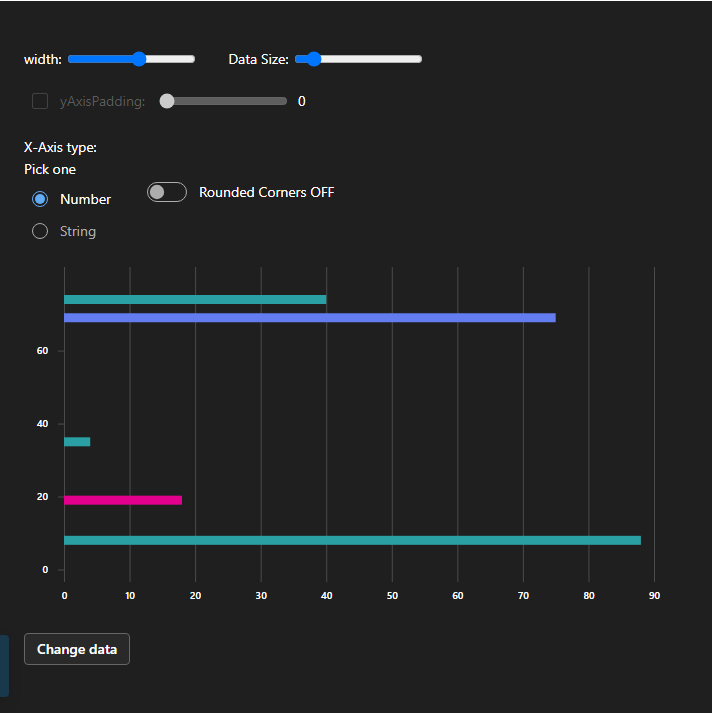 width: Data Size:
yAxisPadding: 0
X-Axis type:
Pick one
Number Rounded Corners OFF
String
60
40
20
0
0 10 20 30 40 50 60 70 80 90
Change data